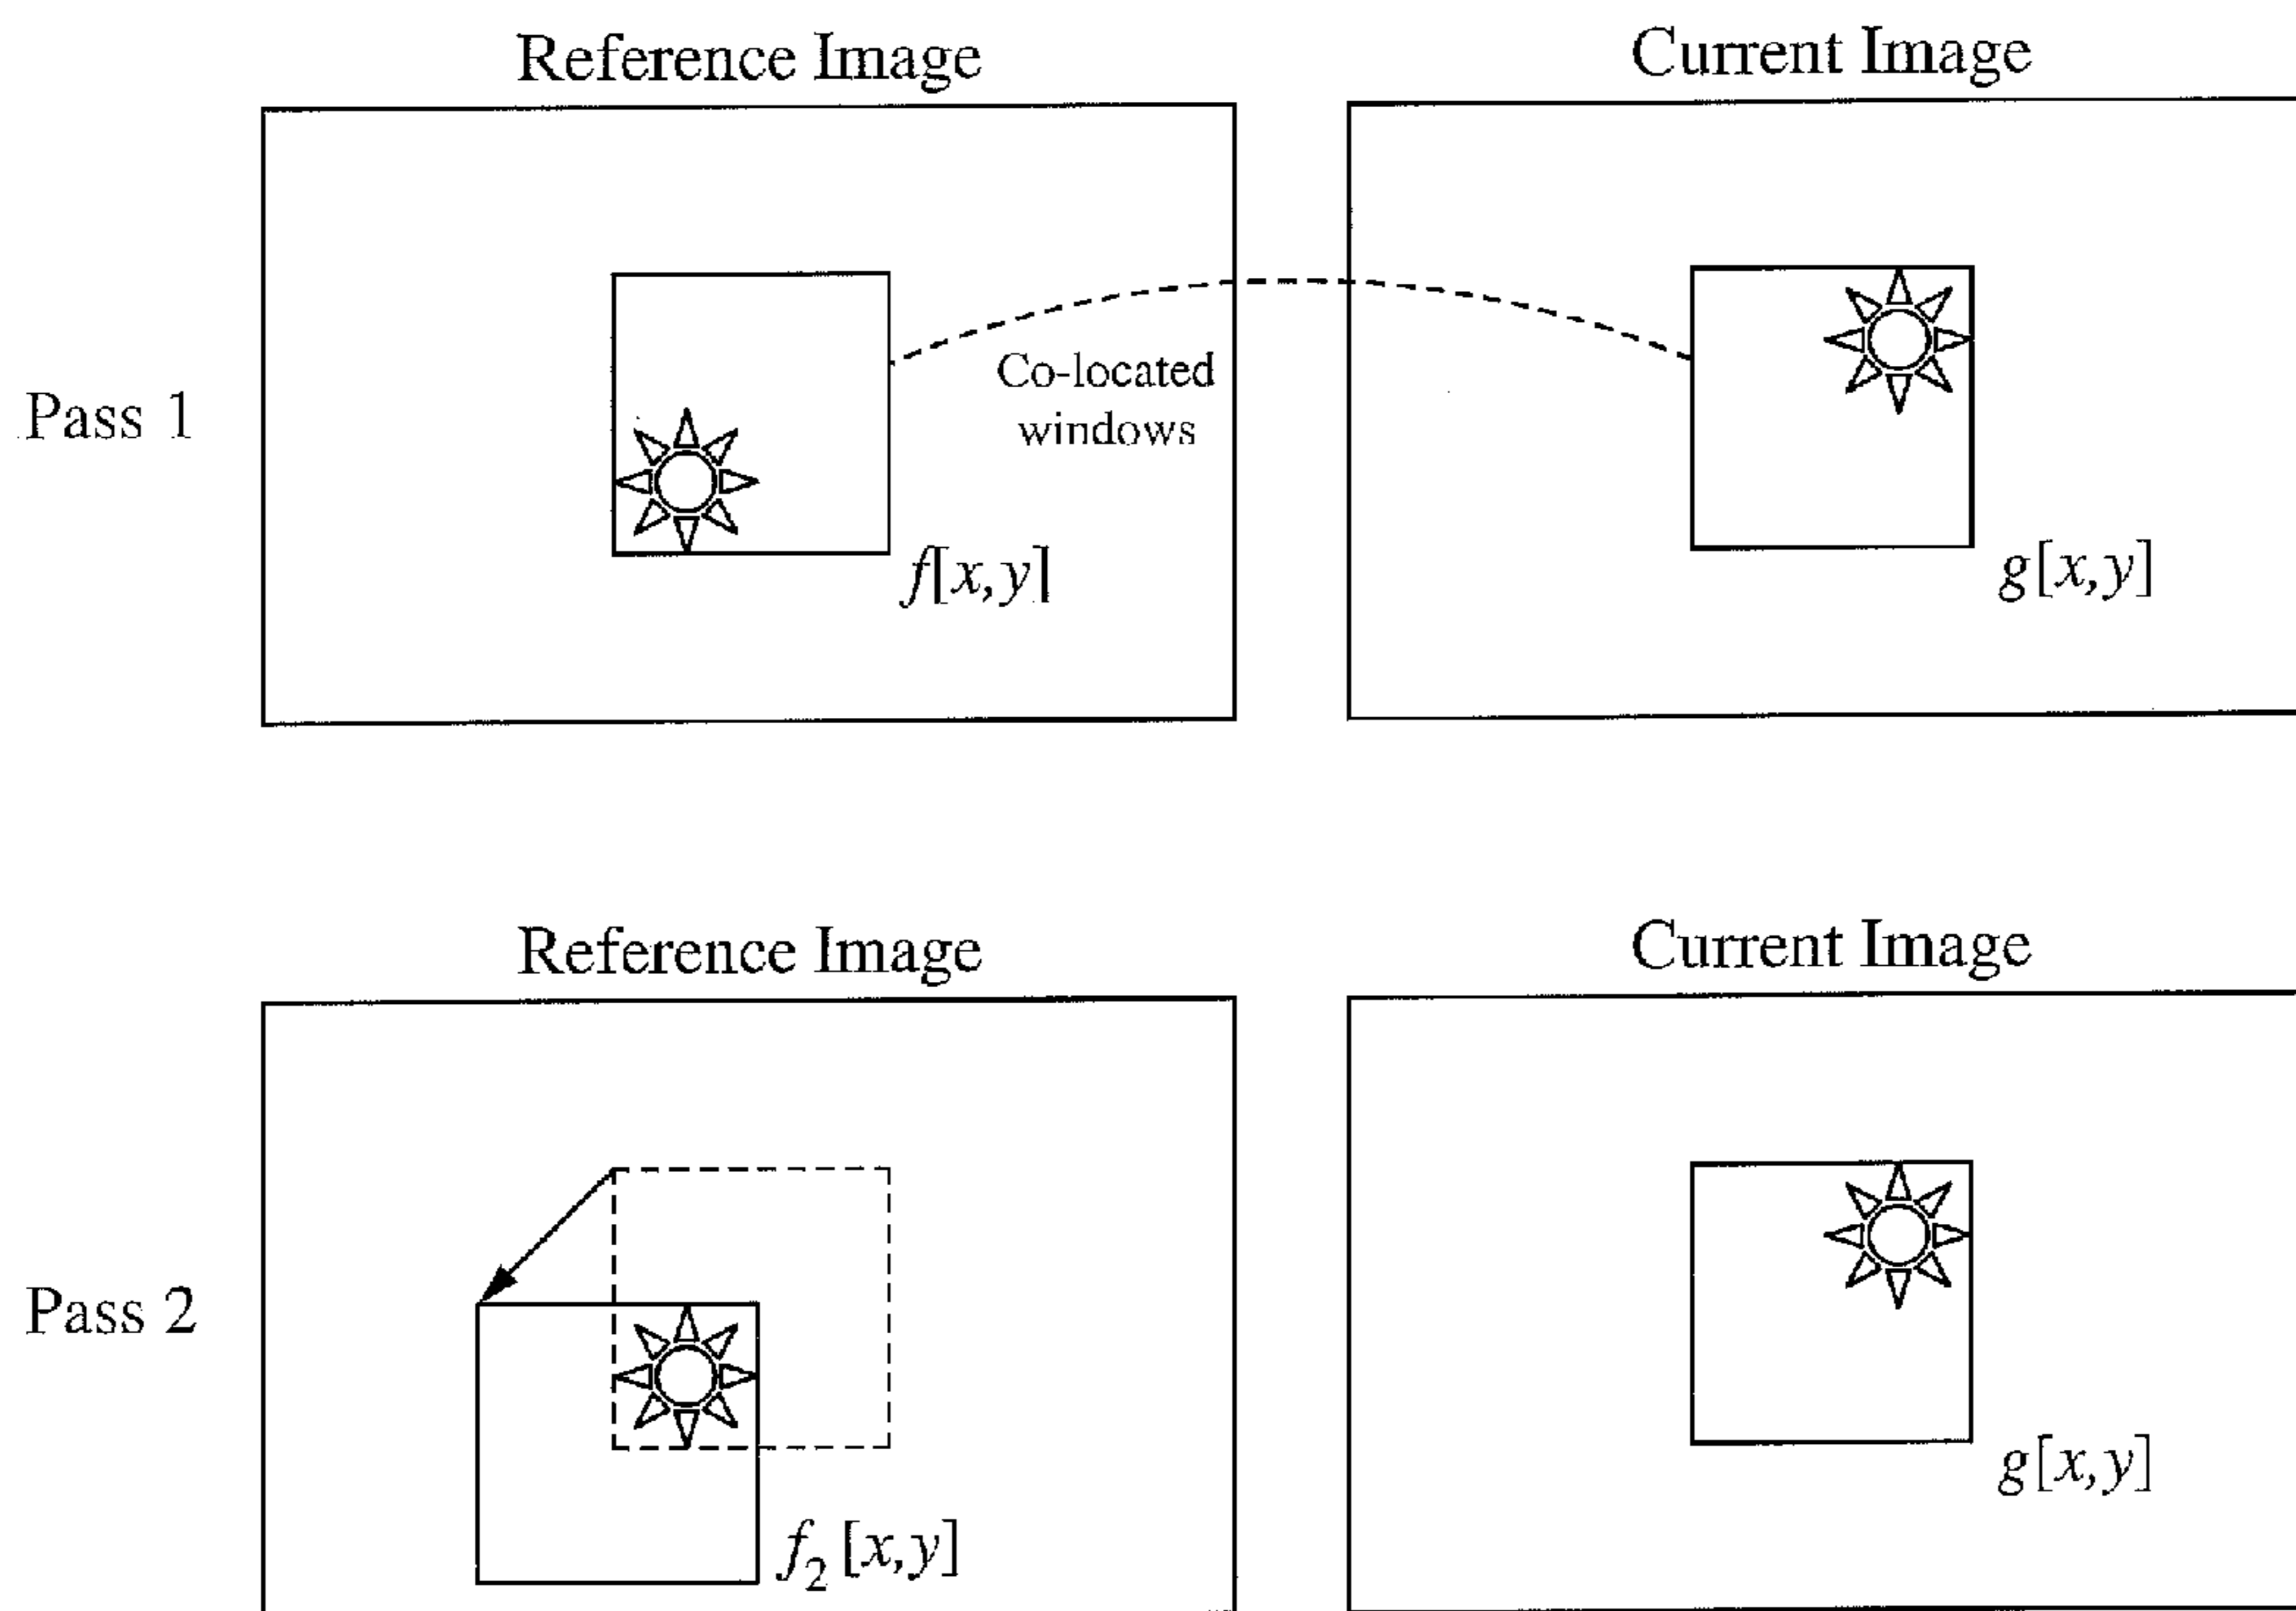 Reference Image
Current Image
Pass 1
Co-located
windows
f[x,y]
g[x,y]
Reference Image
Current Image
Pass 2
f2 [x,y]
g[x,y]